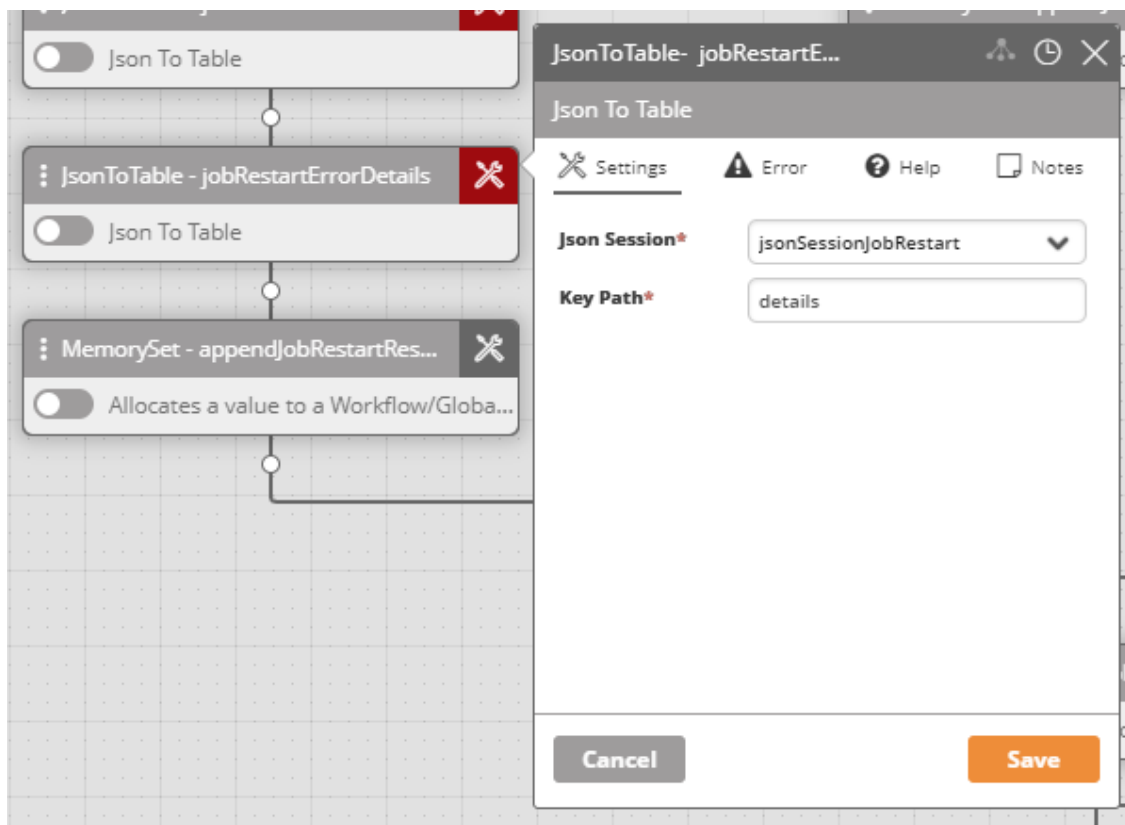 Json To Table
JsonToTable - jobRestartErrorDetails
Json To Table
MemorySet - appendJobRestartRes...
Allocates a value to a Workflow/Globa...
JsonToTable- jobRestartE...
Json To Table
Settings
Error
Help
Notes
Json Session*
jsonSessionJobRestart
Key Path*
details
Cancel
Save